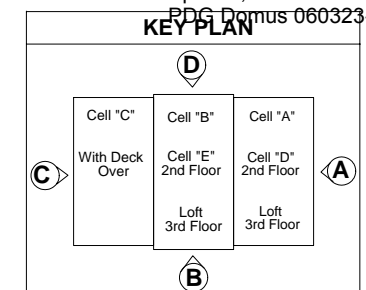 PDG Domus 060323
KEY PLAN
D
Cell "C"
With Deck
Over
Cell "B"
Cell "E"
2nd Floor
Loft
3rd Floor
Cell "A"
Cell "D"
2nd Floor
Loft
3rd Floor
C
A
B